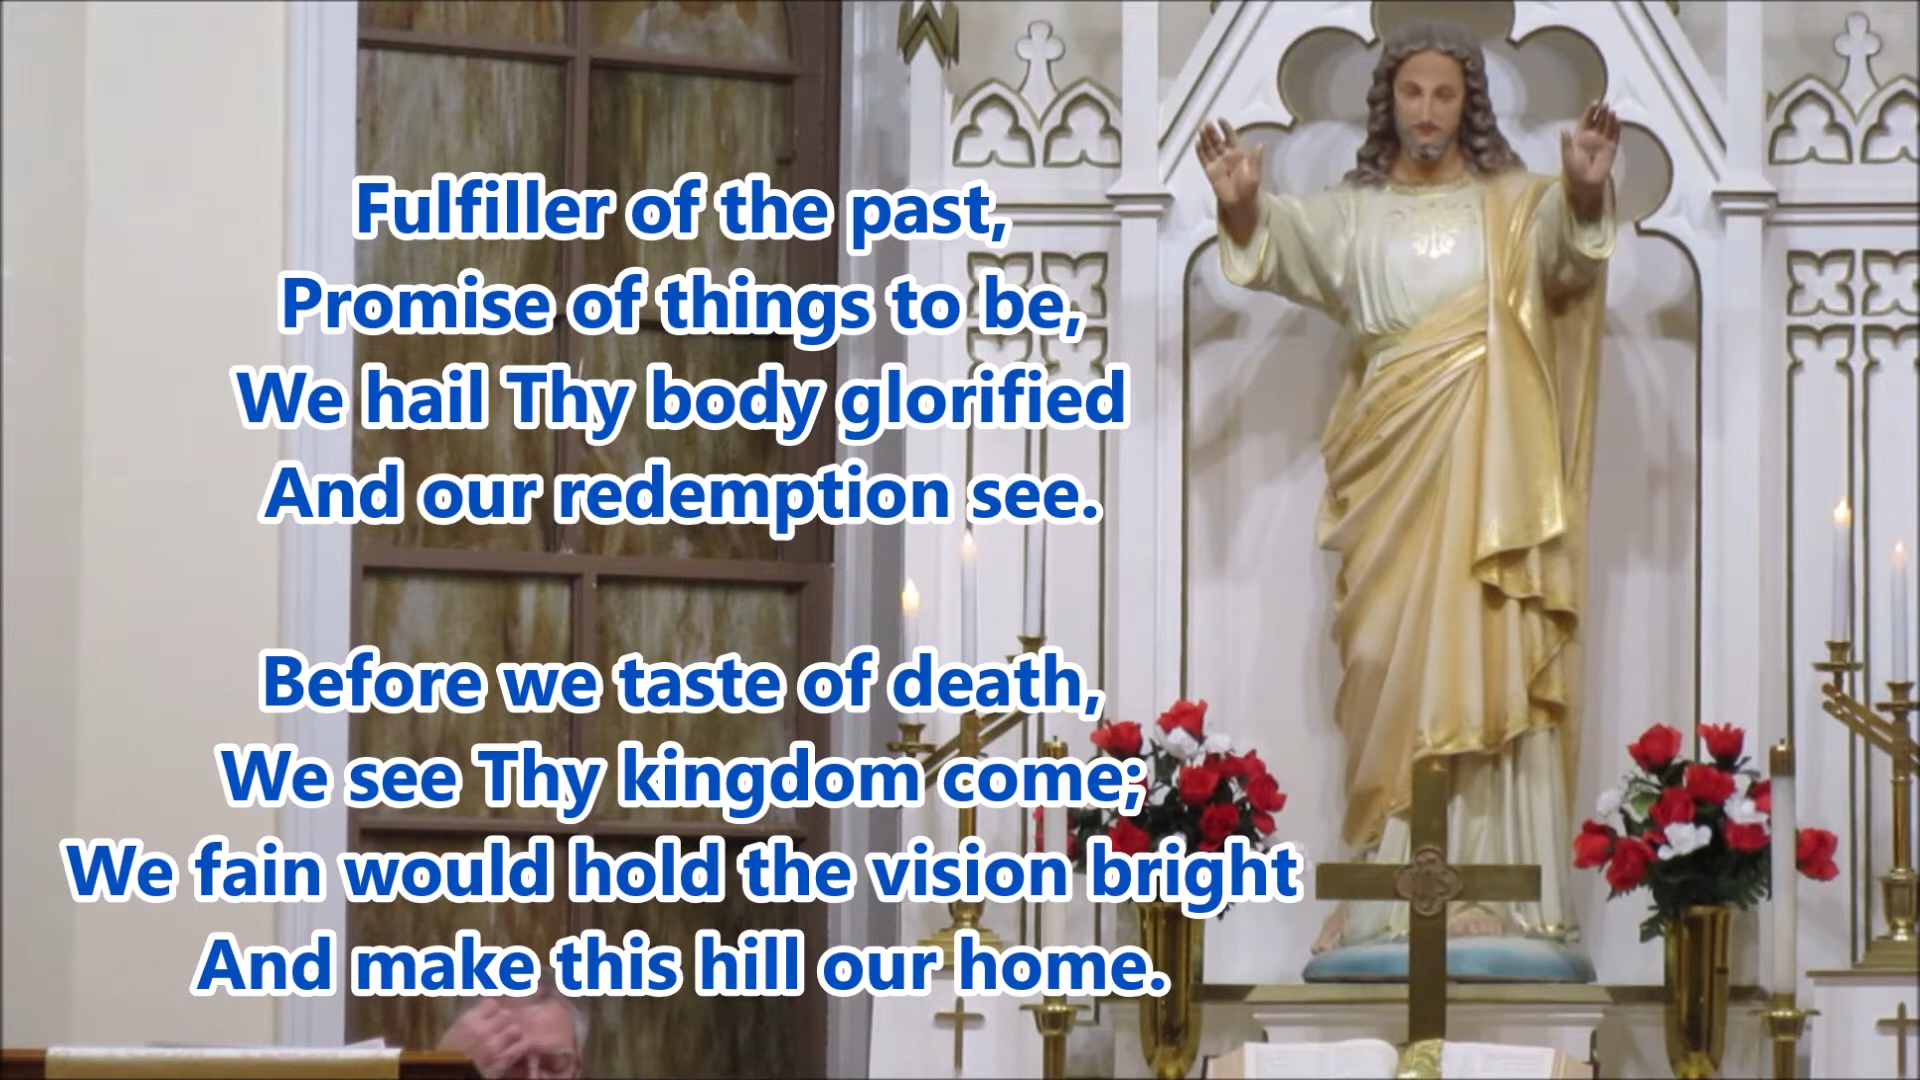 Fulfiller of the past,
Promise of things to be,
We hail Thy body glorified
And our redemption see.
Before we taste of death,
We see Thy kingdom come;
We fain would hold the vision bright
And make this hill our home.